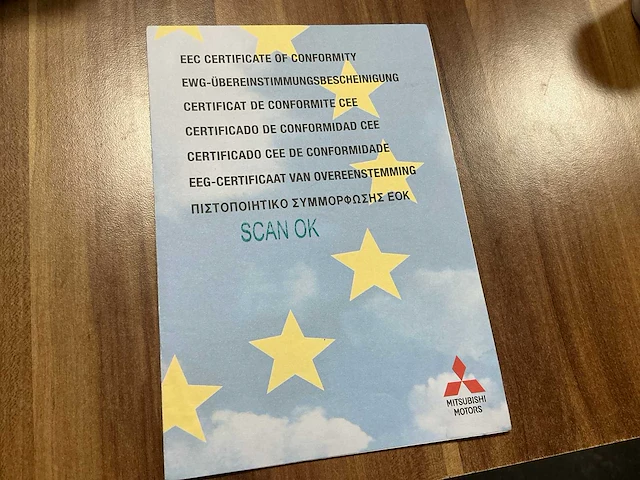 EEC CERTIFICATE OF CONFORMITY
EWG-ÜBEREINSTIMMUNGSBESCHEINIGUNG
CERTIFICAT DE CONFORMITE CEE
CERTIFICADO DE CONFORMIDAD CEE
CERTIFICADO CEE DE CONFORMIDADE
EEG-CERTIFICAAT VAN OVEREENSTEMMING
ΠΙΣΤΟΠΟΙΗΤΙΚΟ ΣΥΜΜΟΡΦΩΣΗΣ ΕΟΚ
SCAN OK
MITSUBISHI
MOTORS